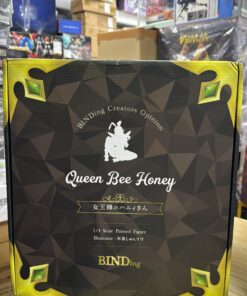 BINDing Creators Opinion
Queen Bee Honey
女王蜂のハニィさん
1/4 Scale Painted Figure
Illustrator
BINDing